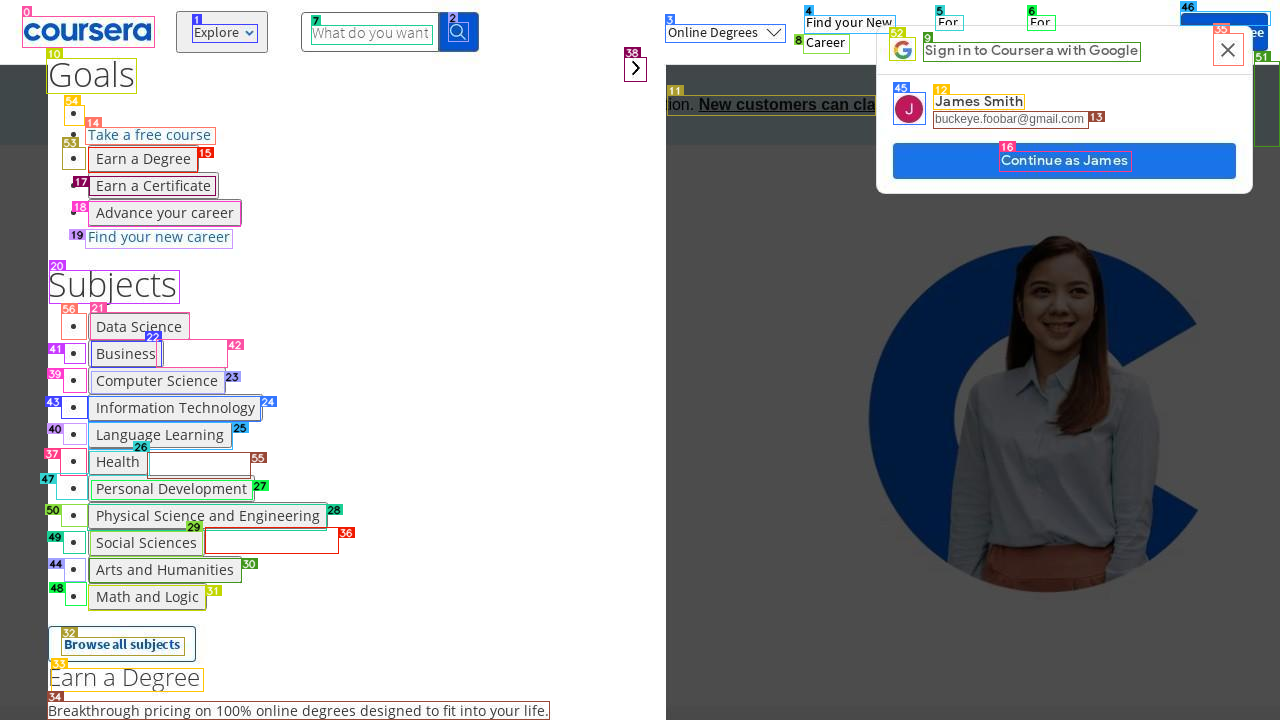 coursera
Explore
What do you want
Online Degrees
Find your New
Career
For
For
ee
Goals
Take a free course
Earn a Degree
Earn a Certificate
Advance your career
Find your new career
Subjects
Data Science
Business
Computer Science
Information Technology
Language Learning
Health
Personal Development
Physical Science and Engineering
Social Sciences
Arts and Humanities
Math and Logic
Browse all subjects
Earn a Degree
Breakthrough pricing on 100% online degrees designed to fit into your life.
tion. New customers can cla
Sign in to Coursera with Google
J
James Smith
buckeye.foobar@gmail.com
Continue as James
0
1
2
3
4
5
6
7
8
9
10
11
12
13
14
15
16
17
18
19
20
21
22
23
24
25
26
27
28
29
30
31
32
33
34
35
36
37
38
39
40
41
42
43
44
45
46
47
48
49
50
51
52
53
54
55
56